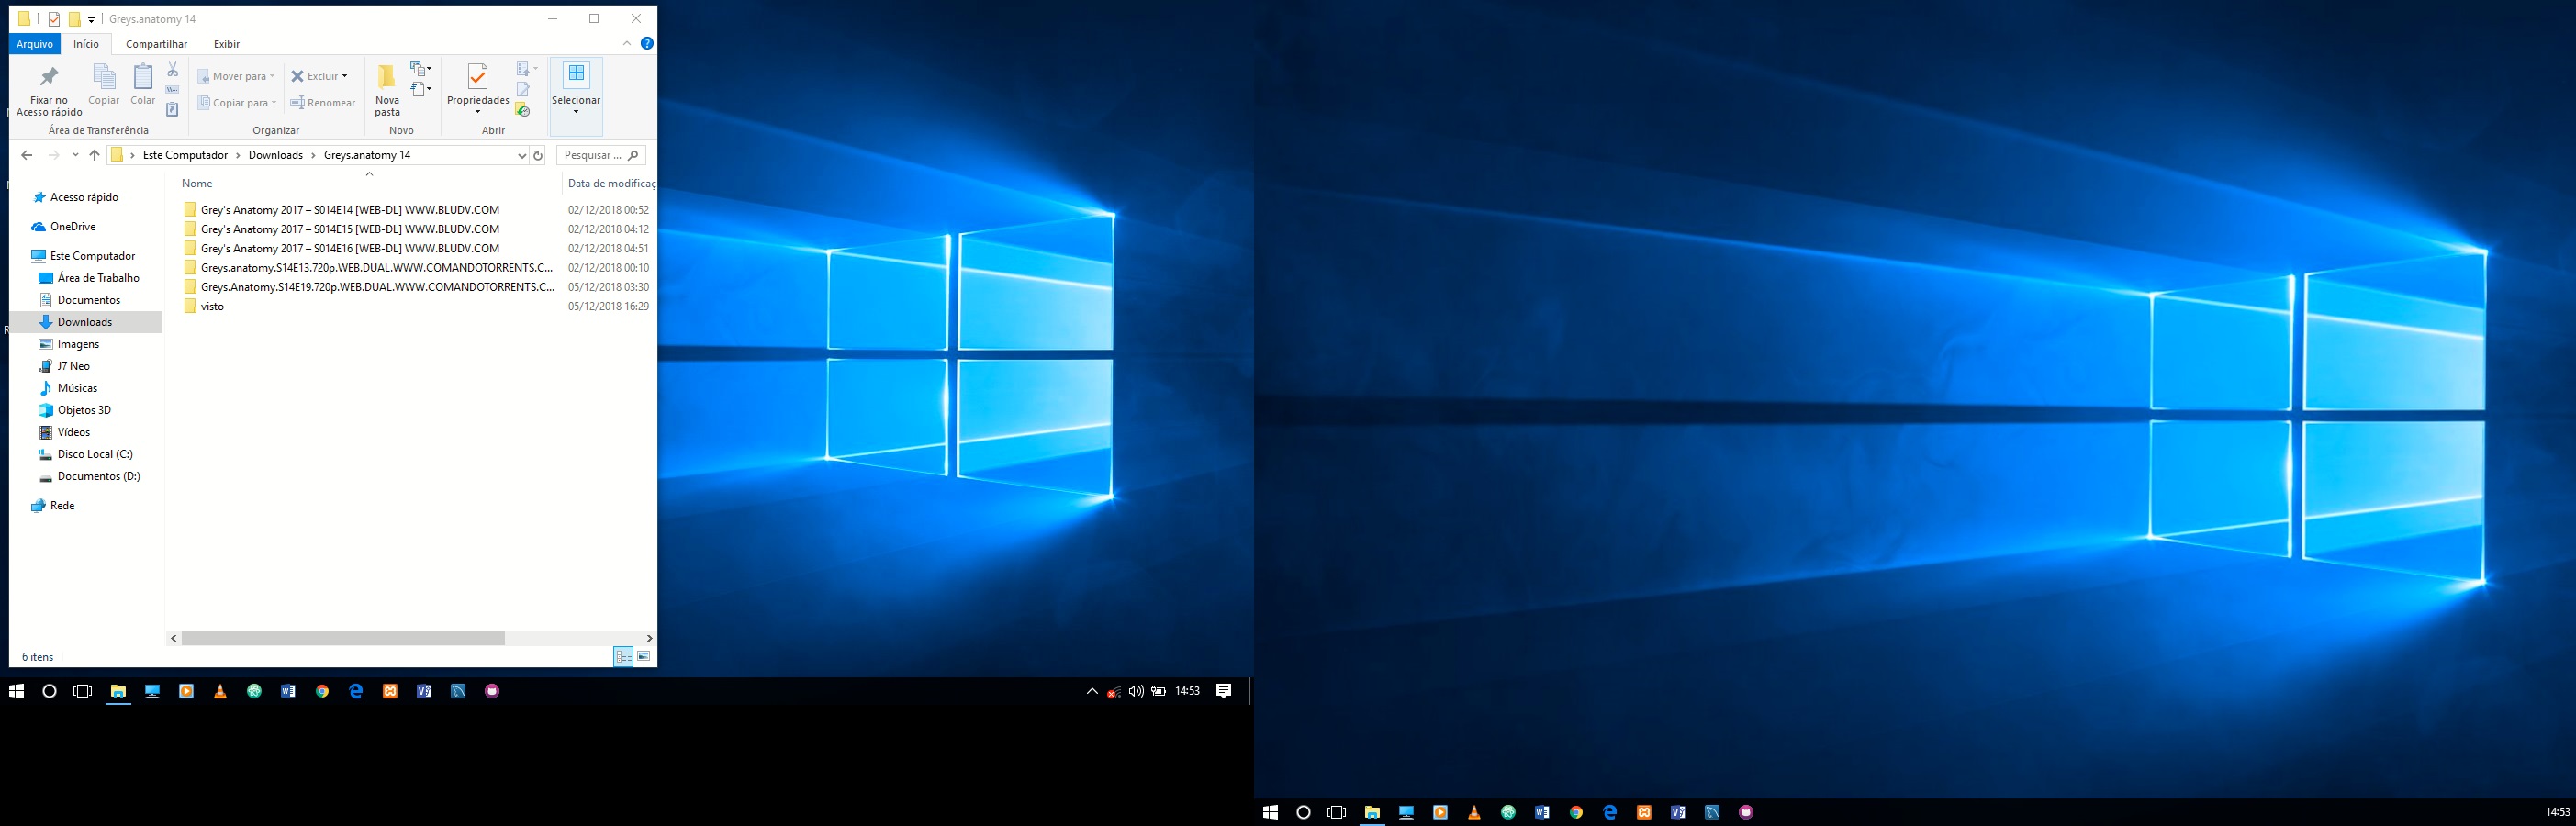 Greys.anatomy 14
Arquivo Início Compartilhar Exibir
Fixar no Acesso rápido
Copiar
Colar
Mover para
Copiar para
Excluir
Renomear
Nova pasta
Propriedades
Selecionar
Área de Transferência Organizar Novo Abrir
Este Computador Downloads Greys.anatomy 14 Pesquisar ...
Nome Data de modificaç
Acesso rápido
OneDrive
Este Computador
Área de Trabalho
Documentos
Downloads
Imagens
J7 Neo
Músicas
Objetos 3D
Vídeos
Disco Local (C:)
Documentos (D:)
Rede
Grey's Anatomy 2017 – S014E14 [WEB-DL] WWW.BLUDV.COM 02/12/2018 00:52
Grey's Anatomy 2017 – S014E15 [WEB-DL] WWW.BLUDV.COM 02/12/2018 04:12
Grey's Anatomy 2017 – S014E16 [WEB-DL] WWW.BLUDV.COM 02/12/2018 04:51
Greys.anatomy.S14E13.720p.WEB.DUAL.WWW.COMANDOTORRENTS.C... 02/12/2018 00:10
Greys.Anatomy.S14E19.720p.WEB.DUAL.WWW.COMANDOTORRENTS.C... 05/12/2018 03:30
visto 05/12/2018 16:29
6 itens
14:53
14:53